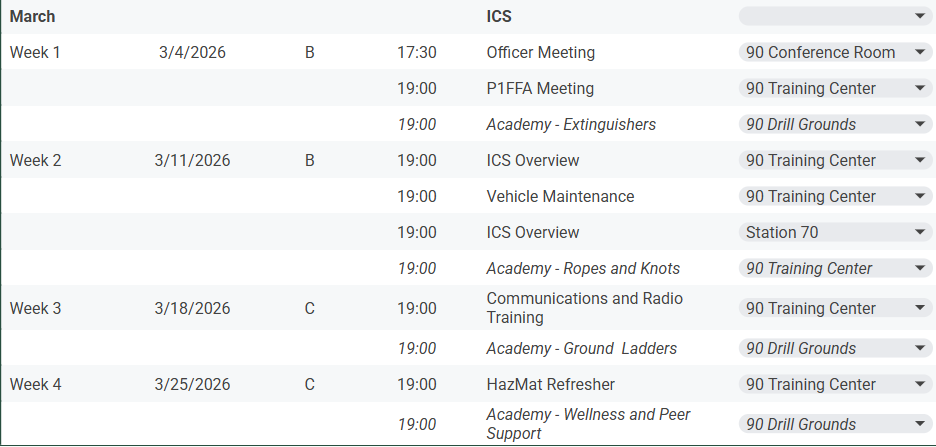 March ICS
Week 1 3/4/2026 B 17:30 Officer Meeting 90 Conference Room
19:00 P1FFA Meeting 90 Training Center
19:00 Academy - Extinguishers 90 Drill Grounds
Week 2 3/11/2026 B 19:00 ICS Overview 90 Training Center
19:00 Vehicle Maintenance 90 Training Center
19:00 ICS Overview Station 70
19:00 Academy - Ropes and Knots 90 Training Center
Week 3 3/18/2026 C 19:00 Communications and Radio
Training 90 Training Center
19:00 Academy - Ground  Ladders 90 Drill Grounds
Week 4 3/25/2026 C 19:00 HazMat Refresher 90 Training Center
19:00 Academy - Wellness and Peer
Support 90 Drill Grounds